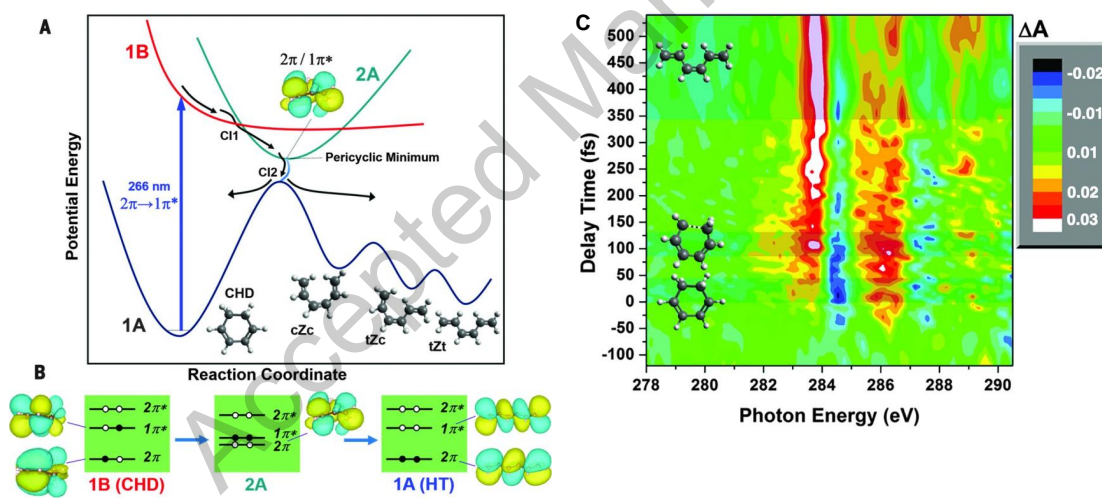 A
1B
2π / 1π*
2A
CI1
Pericyclic Minimum
CI2
266 nm
2π→1π*
1A
CHD
cZc
tZc
tZt
Potential Energy
Reaction Coordinate
B
2π*
1π*
2π
1B (CHD)
2π*
1π*
2π
2A
2π*
1π*
2π
1A (HT)
C
ΔA
-0.02
-0.01
0.01
0.02
0.03
500
450
400
350
300
250
200
150
100
50
0
-50
-100
Delay Time (fs)
278 280 282 284 286 288 290
Photon Energy (eV)
Accepted Man